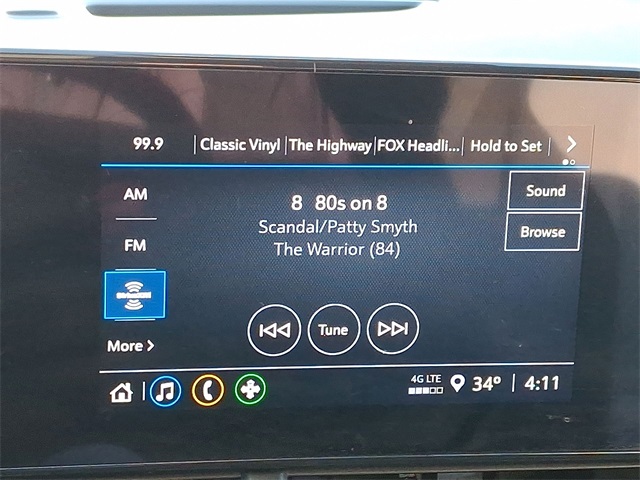 99.9 Classic Vinyl The Highway FOX Headli... Hold to Set
AM
FM
More
8 80s on 8
Scandal/Patty Smyth
The Warrior (84)
Sound
Browse
Tune
4G LTE
34º 4:11